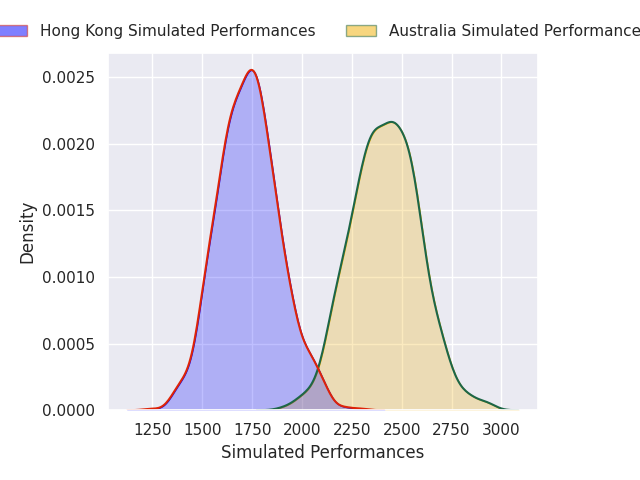 Hong Kong Simulated Performances Australia Simulated Performance
0.0025
0.0020
0.0015
0.0010
0.0005
0.0000
Density
1250 1500 1750 2000 2250 2500 2750 3000
Simulated Performances